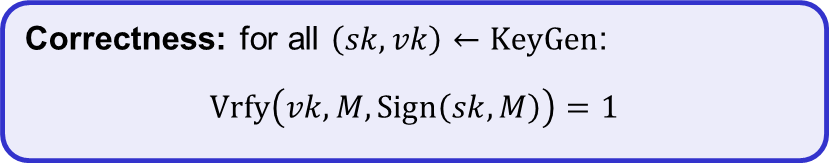 Correctness: for all (sk, vk) ← KeyGen:
Vrfy(vk, M, Sign(sk, M)) = 1